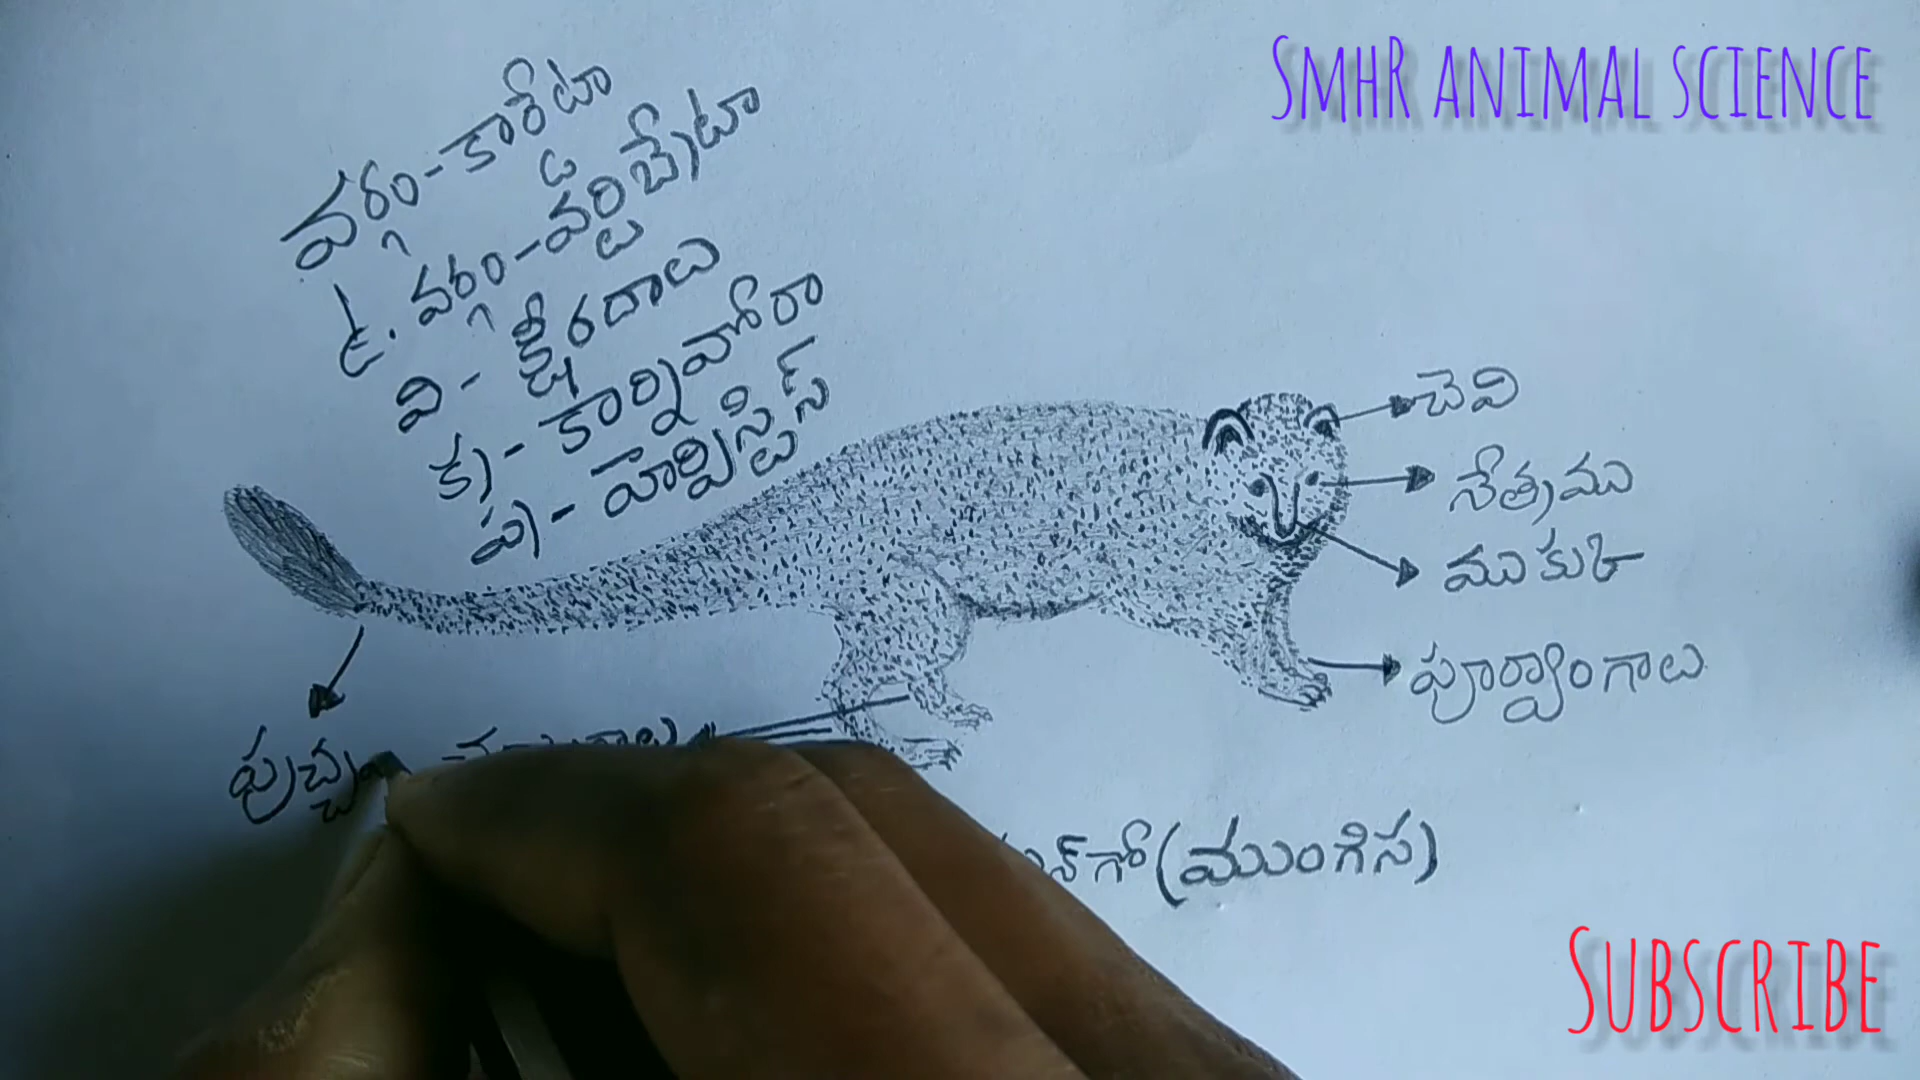 SMHR ANIMAL SCIENCE
వర్గం-కార్డేటా
ఉ.వర్గం-వర్టిబ్రేటా
వి-క్షీరదాలు
క్ర-కార్నివోరా
ప్ర-హెర్పిస్టిస్
చెవి
నేత్రము
ముకు
పూర్వాంగాలు
పుచ్ఛం
(ముంగిస)
SUBSCRIBE